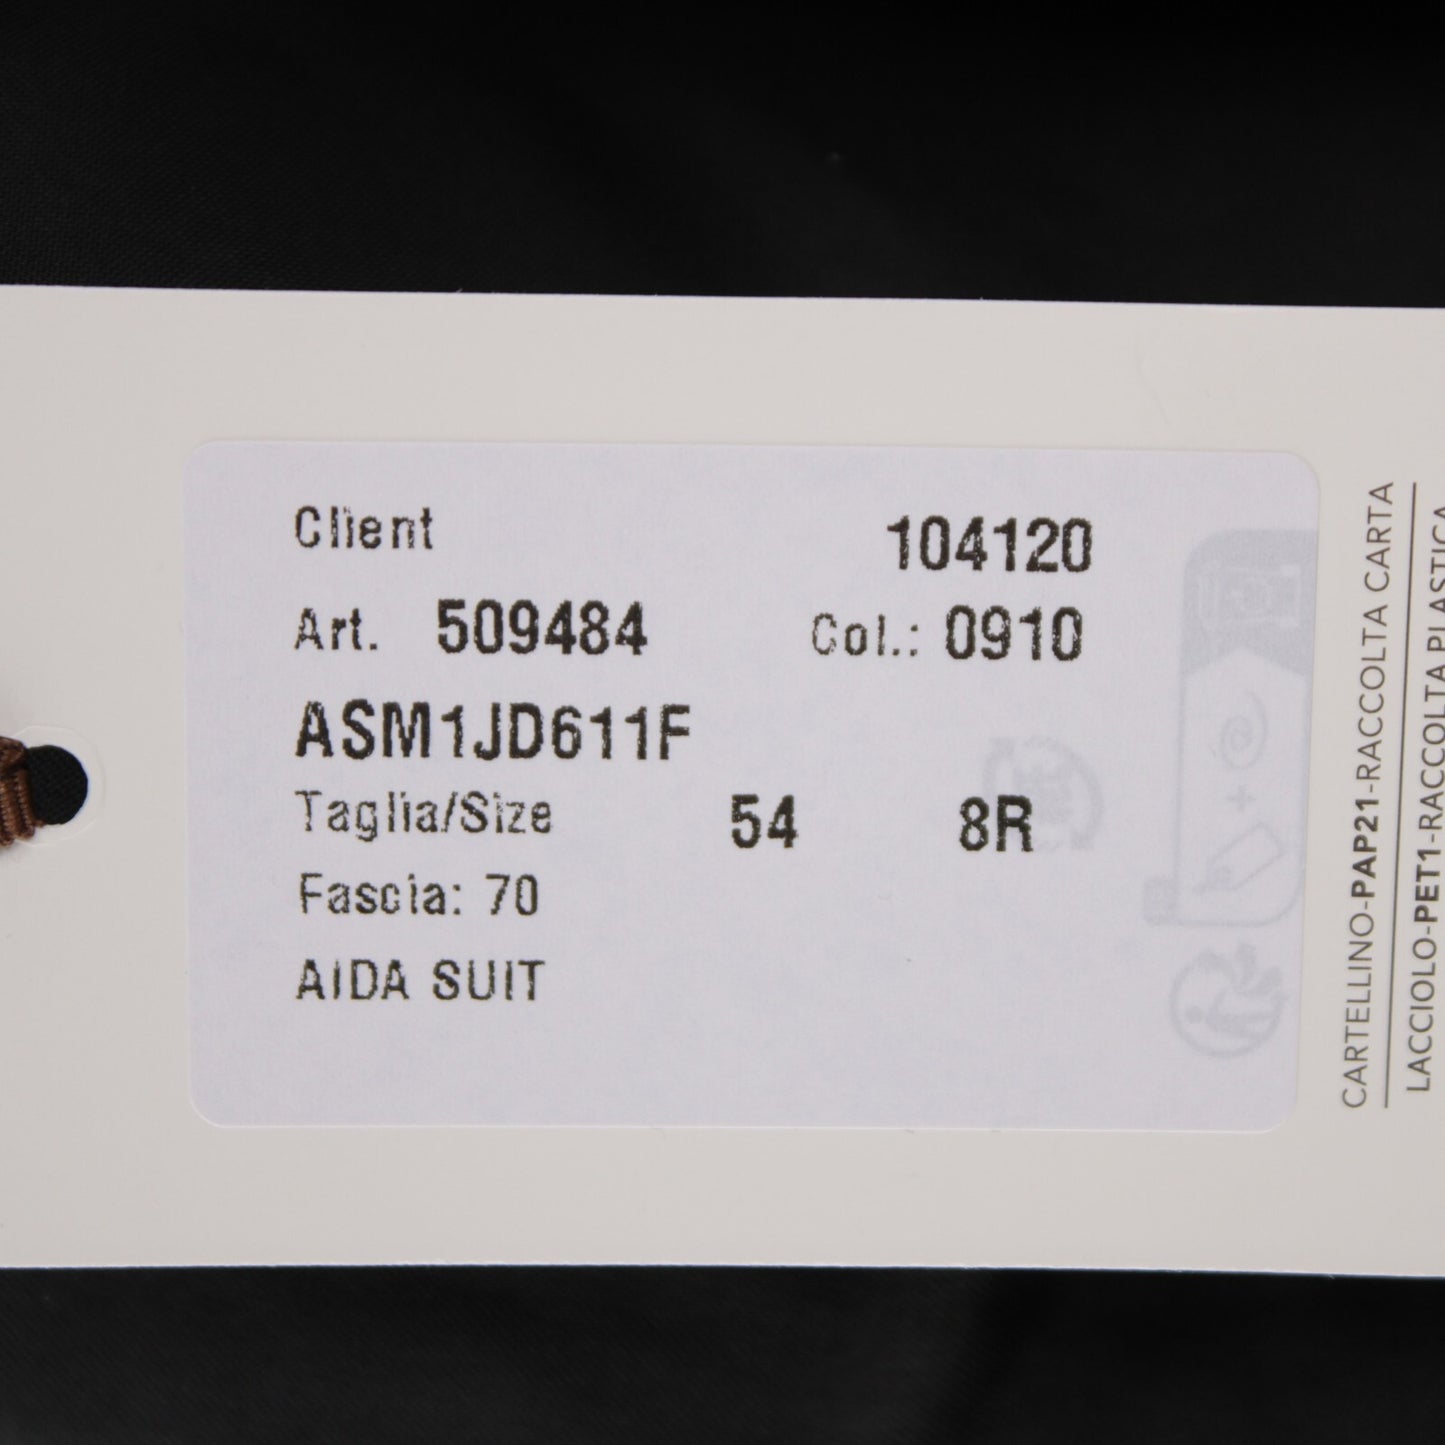 Client 104120
Art. 509484 Col.: 0910
ASM1JD611F
Taglia/Size 54 8R
Fascia: 70
AIDA SUIT
CARTELLINO-PAP21-RACCOLTA CARTA
LACCIOLO-PET1-RACCOLTA PLASTICA